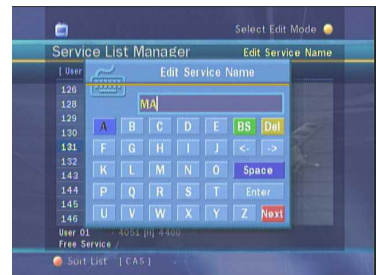 Select Edit Mode
Service List Manager Edit Service Name
[ User
Edit Service Name
126
128
129
130
131
132
143
144
145
146
MA
A B C D E BS Del
F G H I J <- ->
K L M N O Space
P Q R S T Enter
U V W X Y Z Next
User 01 - 4051 [H] 4400
Free Service /
Sort List [CAS]